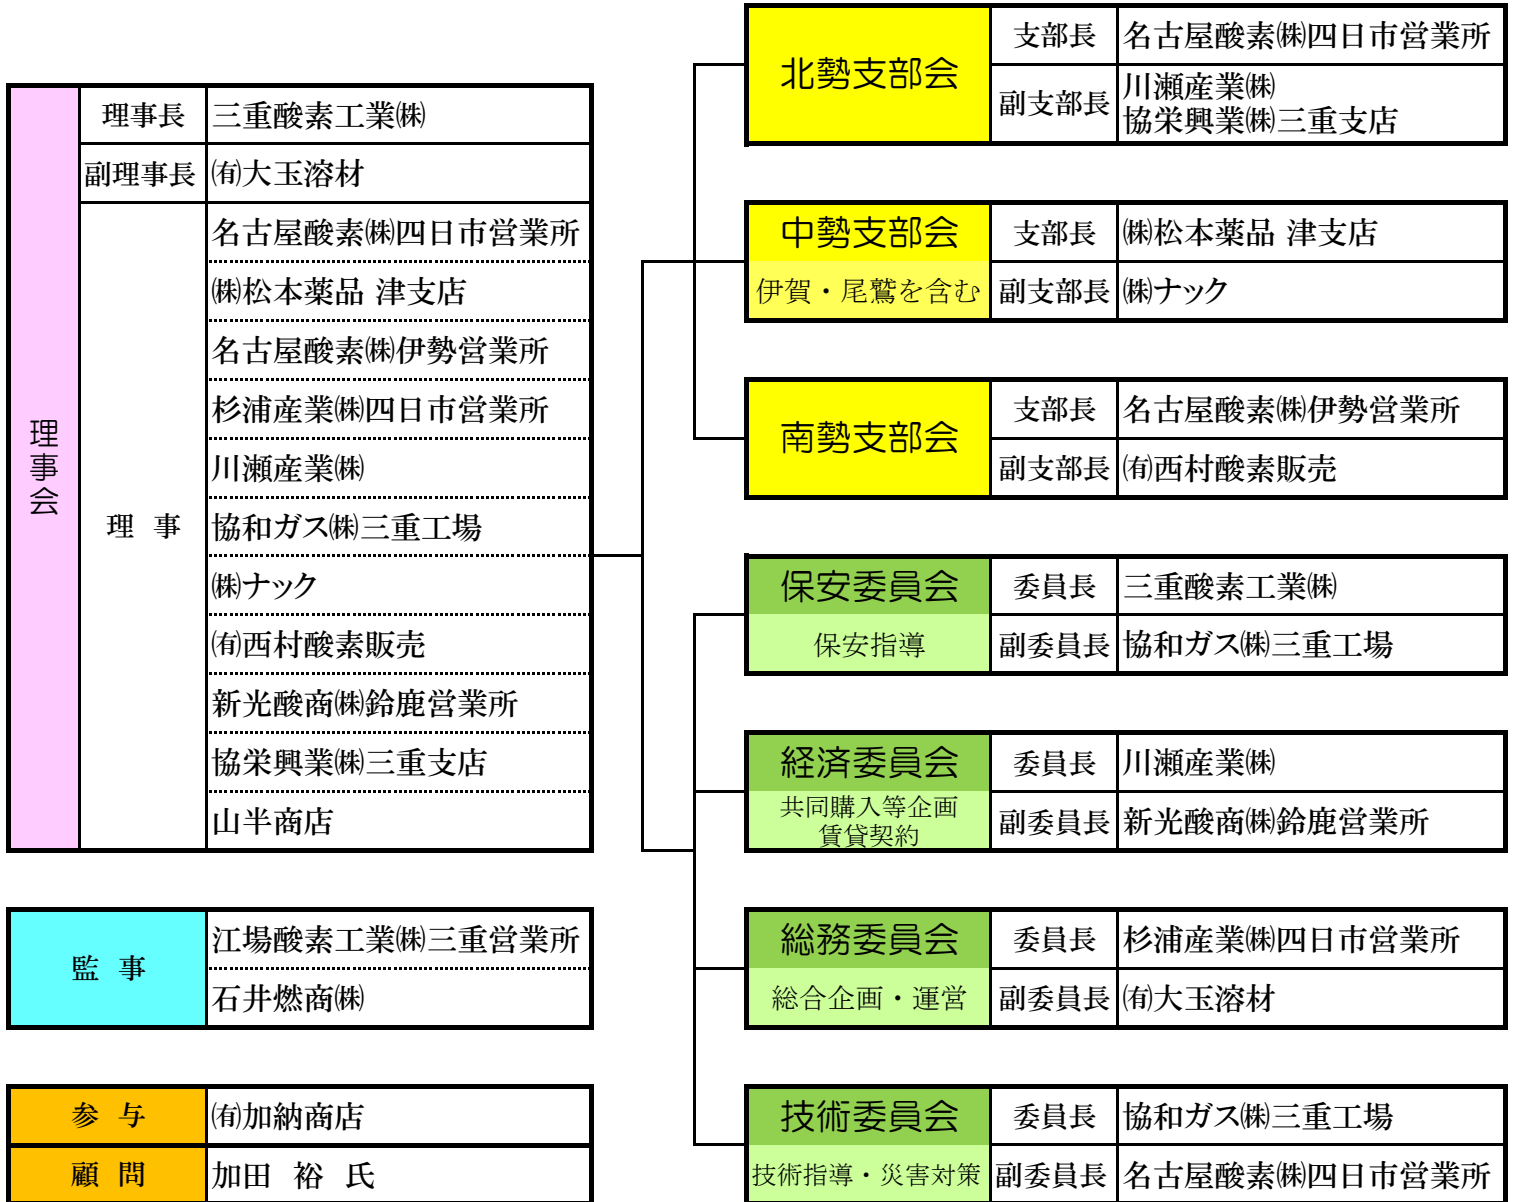 理事会
理事長
三重酸素工業㈱
副理事長
㈲大玉溶材
理 事
名古屋酸素㈱四日市営業所
㈱松本薬品 津支店
名古屋酸素㈱伊勢営業所
杉浦産業㈱四日市営業所
川瀬産業㈱
協和ガス㈱三重工場
㈱ナック
㈲西村酸素販売
新光酸商㈱鈴鹿営業所
協栄興業㈱三重支店
山半商店
監 事
江場酸素工業㈱三重営業所
石井燃商㈱
参 与
㈲加納商店
顧 問
加田 裕 氏
北勢支部会
支部長
名古屋酸素㈱四日市営業所
副支部長
川瀬産業㈱
協栄興業㈱三重支店
中勢支部会
伊賀・尾鷲を含む
支部長
㈱松本薬品 津支店
副支部長
㈱ナック
南勢支部会
支部長
名古屋酸素㈱伊勢営業所
副支部長
㈲西村酸素販売
保安委員会
保安指導
委員長
三重酸素工業㈱
副委員長
協和ガス㈱三重工場
経済委員会
共同購入等企画
賃貸契約
委員長
川瀬産業㈱
副委員長
新光酸商㈱鈴鹿営業所
総務委員会
総合企画・運営
委員長
杉浦産業㈱四日市営業所
副委員長
㈲大玉溶材
技術委員会
技術指導・災害対策
委員長
協和ガス㈱三重工場
副委員長
名古屋酸素㈱四日市営業所